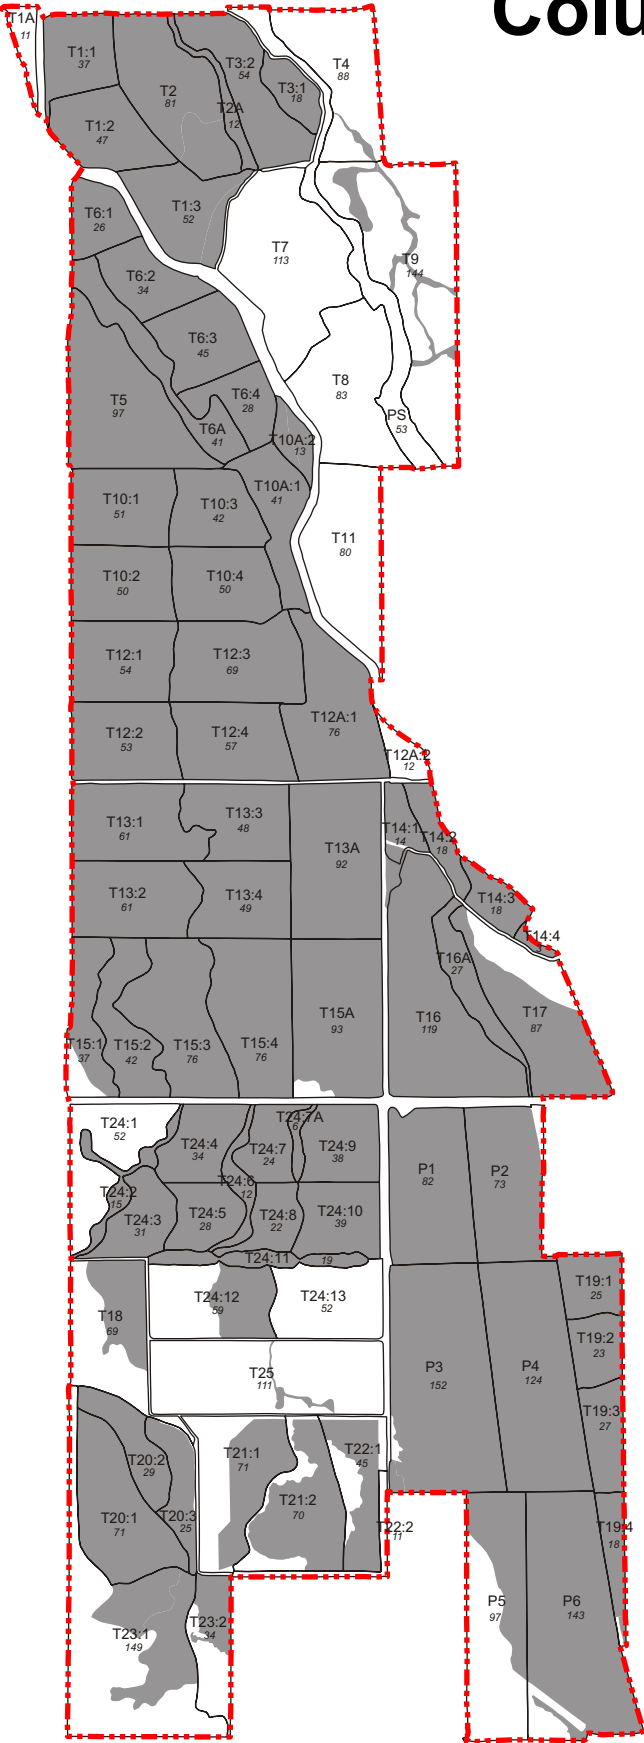 Colu
T1A
11
T1:1
37
T2
81
T3:2
54
T3:1
18
T4
88
T2A
12
T1:2
47
T1:3
52
T6:1
26
T7
113
T9
144
T6:2
34
T6:3
45
T8
83
T5
97
T6:4
28
PS
53
T6A
41
T10A:2
13
T10A:1
41
T10:1
51
T10:3
42
T11
80
T10:2
50
T10:4
50
T12:1
54
T12:3
69
T12A:1
76
T12:2
53
T12:4
57
T12A:2
12
T13:1
61
T13:3
48
T13A
92
T14:1
14
T14:2
18
T13:2
61
T13:4
49
T14:3
18
T14:4
T16A
27
T15:1
37
T15:2
42
T15:3
76
T15:4
76
T15A
93
T16
119
T17
87
T24:1
52
T24:4
34
T24:7A
6
T24:7
24
T24:9
38
P1
82
P2
73
T24:2
15
T24:6
12
T24:3
31
T24:5
28
T24:8
22
T24:10
39
T24:11
19
T24:12
59
T24:13
52
T18
69
T19:1
25
T19:2
23
T25
111
P3
152
P4
124
T19:3
27
T20:2
29
T21:1
71
T22:1
45
T20:1
71
T20:3
25
T21:2
70
T22:2
11
T19:4
18
T23:1
149
T23:2
34
P5
97
P6
143